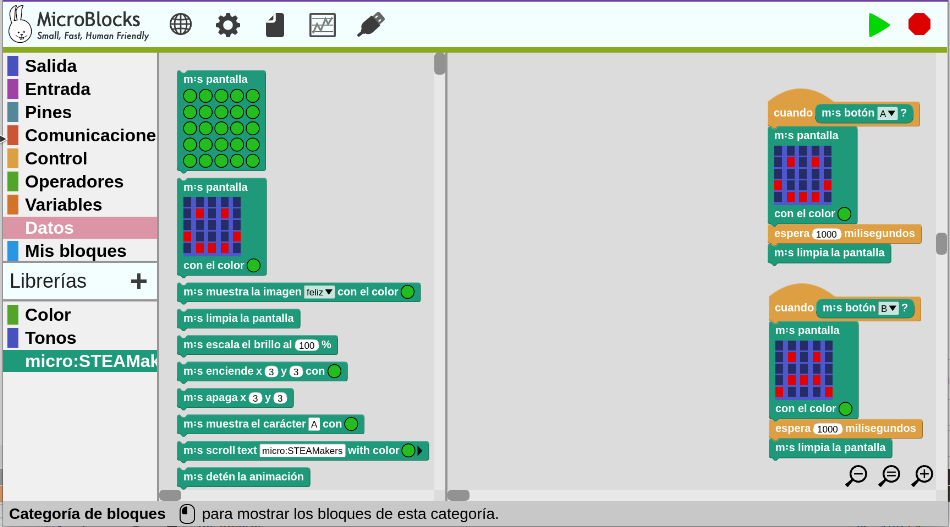 MicroBlocks
Small, Fast, Human Friendly
Salida
Entrada
Pines
Comunicacione
Control
Operadores
Variables
Datos
Mis bloques
Librerías +
Color
Tonos
micro:STEAMak
m:s pantalla
m:s pantalla
con el color
m:s muestra la imagen feliz con el color
m:s limpia la pantalla
m:s escala el brillo al 100 %
m:s enciende x 3 y 3 con
m:s apaga x 3 y 3
m:s muestra el carácter A con
m:s scroll text micro:STEAMakers with color
m:s detén la animación
cuando m:s botón A ?
m:s pantalla
con el color
espera 1000 milisegundos
m:s limpia la pantalla
cuando m:s botón B ?
m:s pantalla
con el color
espera 1000 milisegundos
m:s limpia la pantalla
Categoría de bloques para mostrar los bloques de esta categoría.